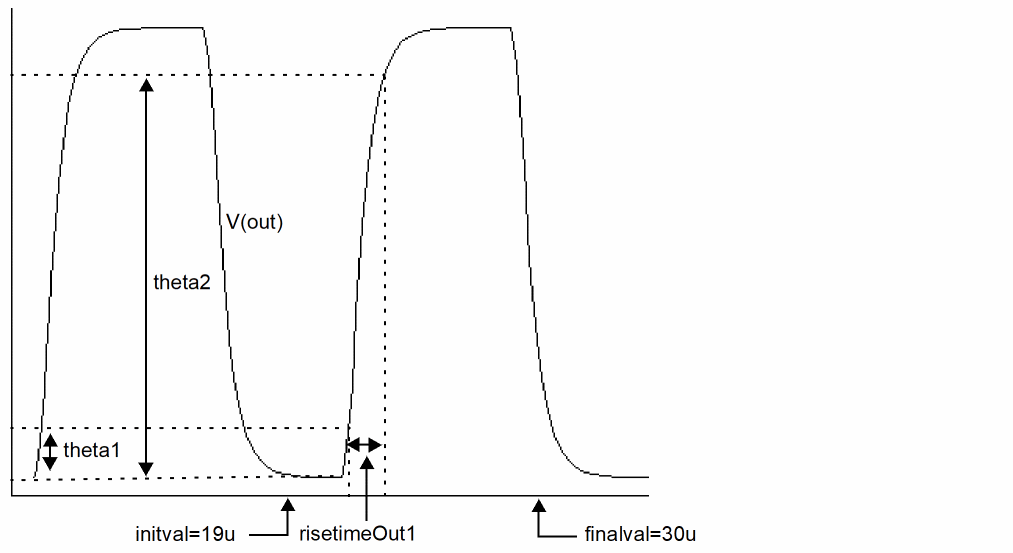 V(out)
theta2
theta1
initval=19u
risetimeOut1
finalval=30u